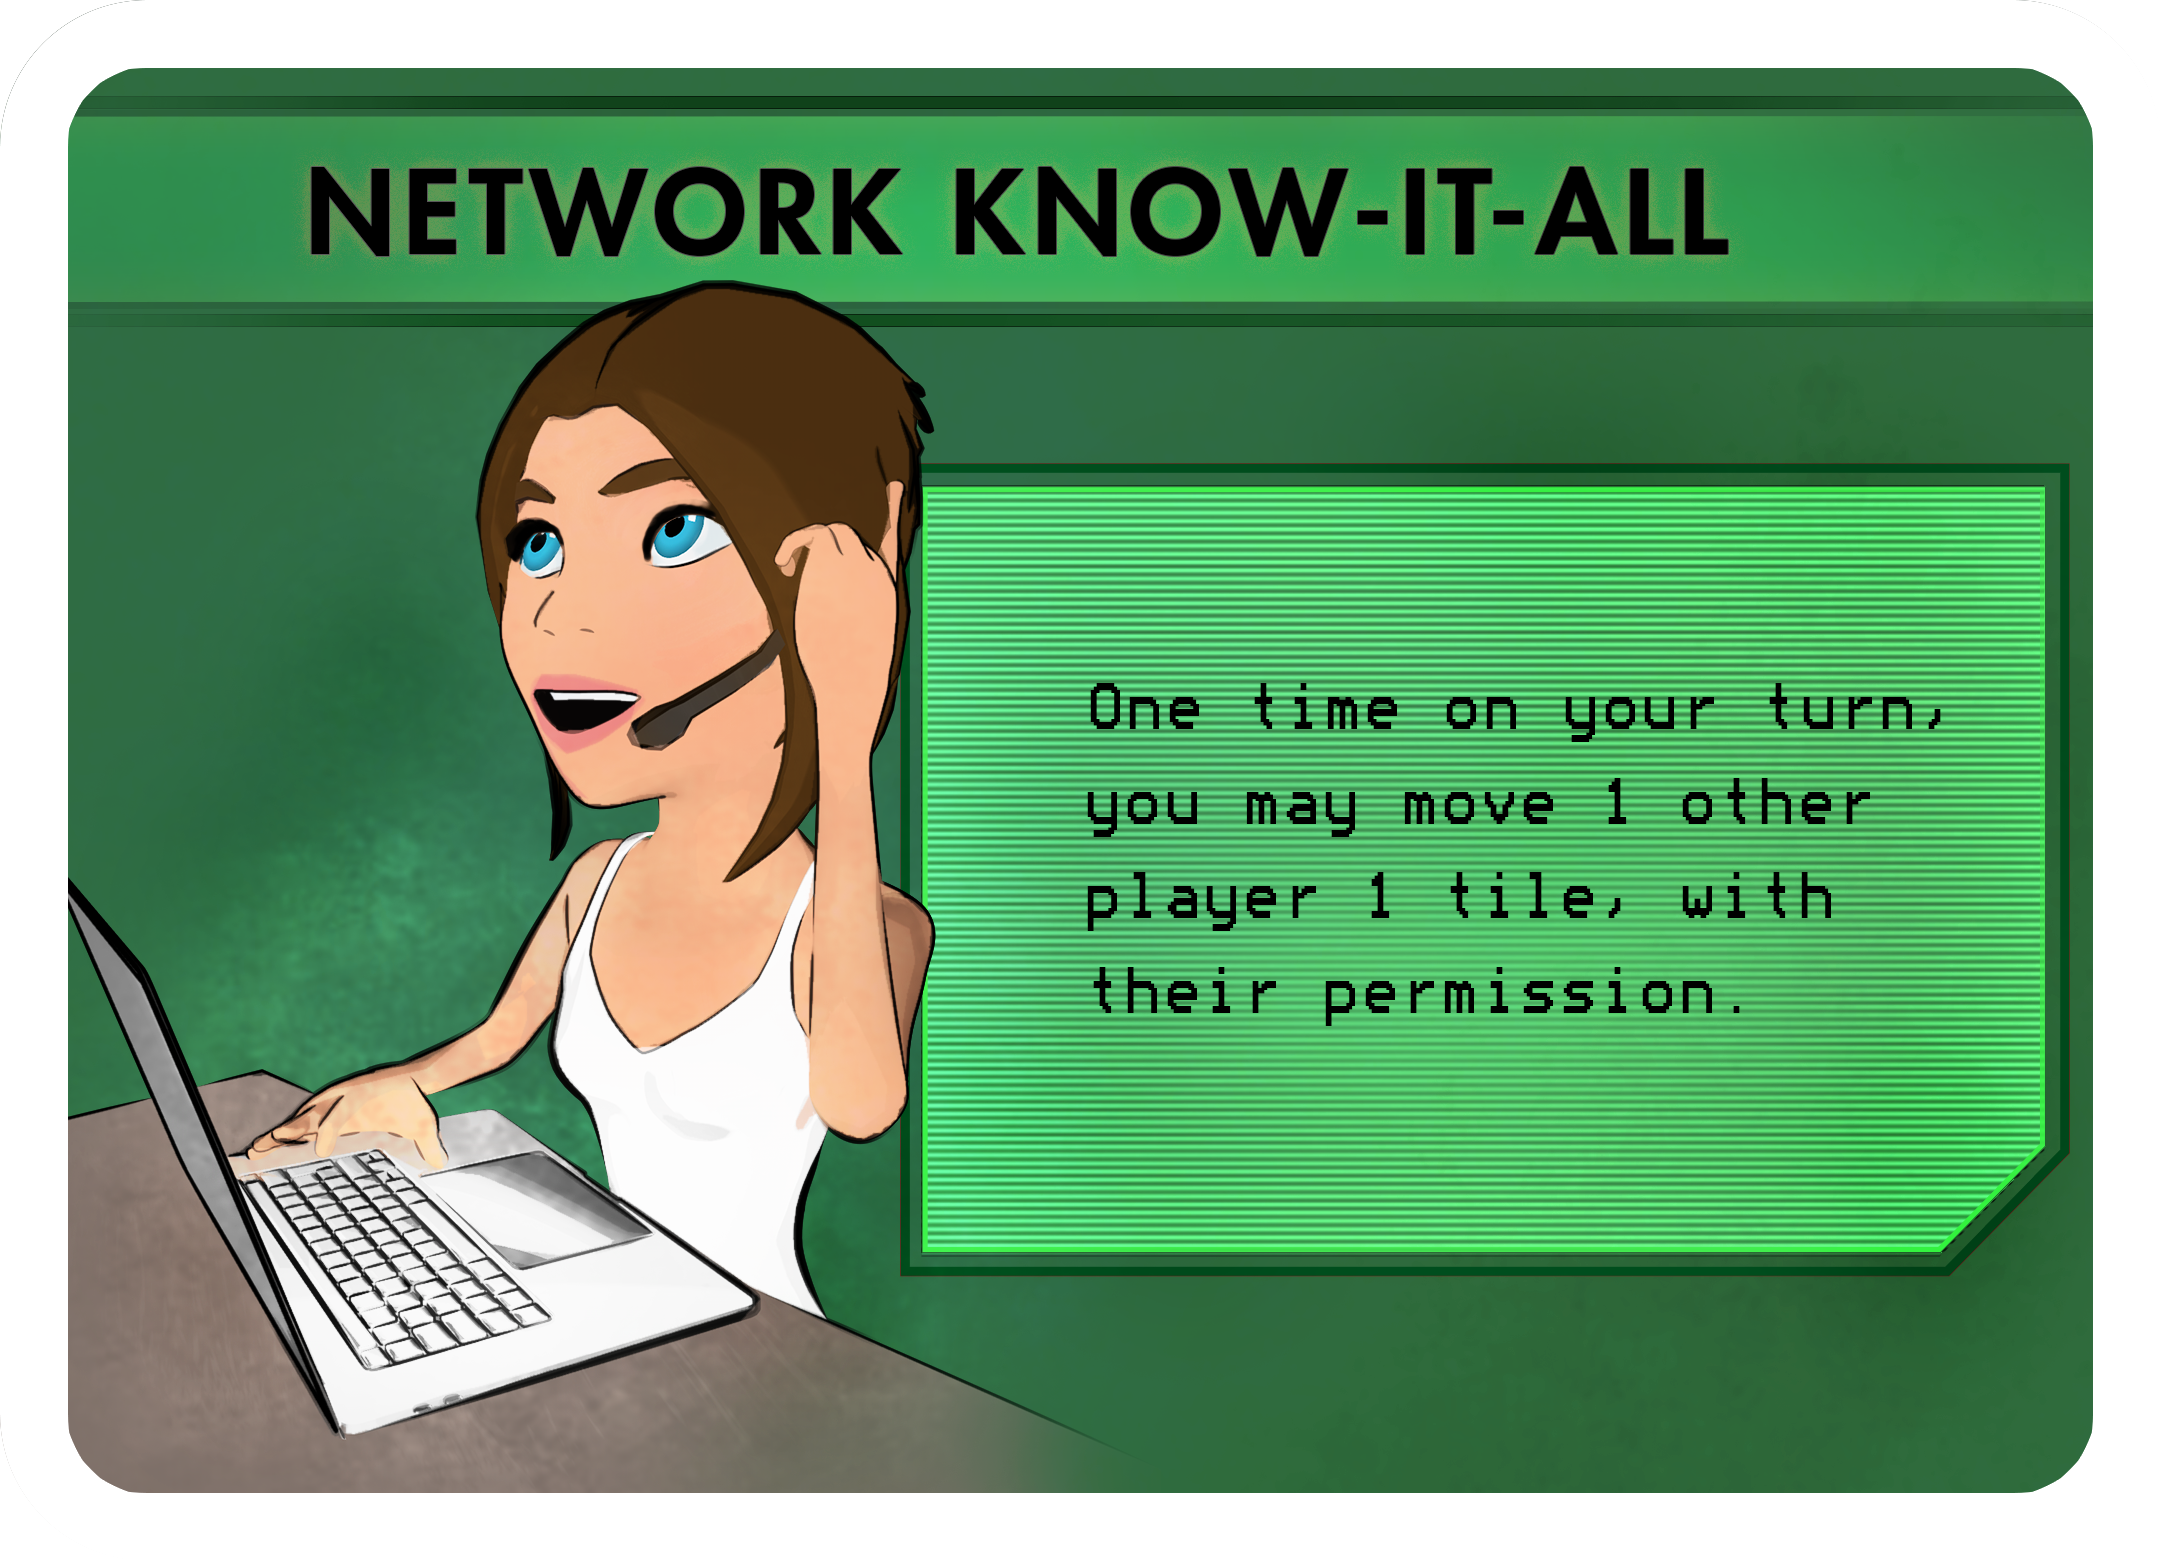 NETWORK KNOW-IT-ALL
One time on your turn,
you may move 1 other
player 1 tile, with
their permission.